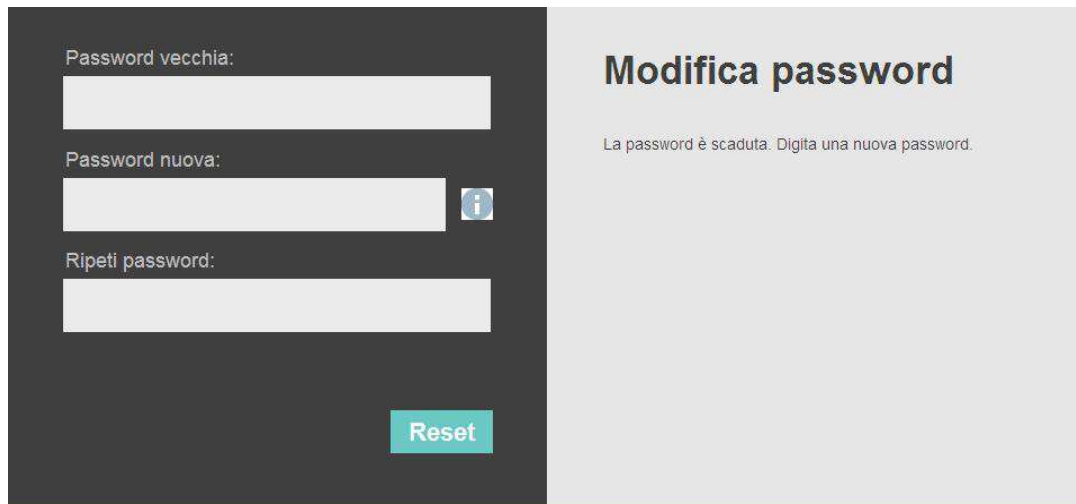 Password vecchia:
Password nuova:
Ripeti password:
Reset
Modifica password
La password è scaduta. Digita una nuova password.